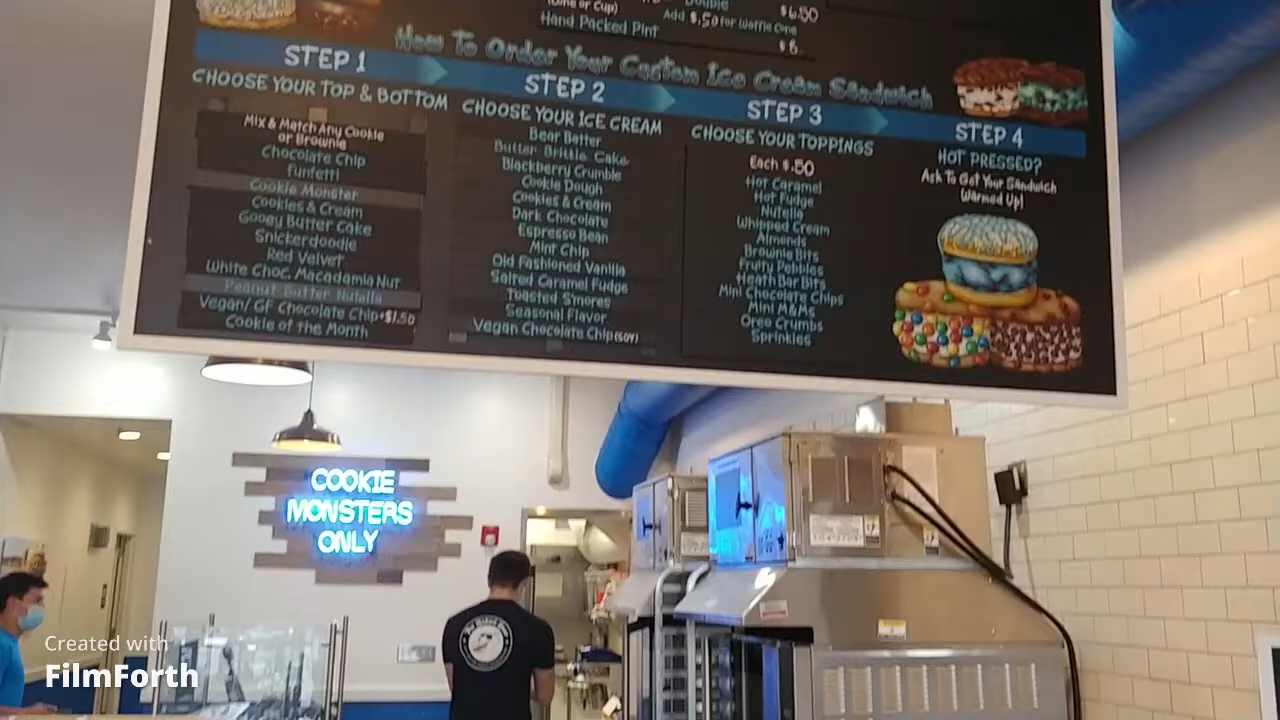 Double $6.50
(Cone or Cup) Add $.50 for Waffle Cone
Hand Packed Pint $6.
How To Order Your Custom Ice Cream Sandwich
STEP 1
CHOOSE YOUR TOP & BOTTOM
Mix & Match Any Cookie
or Brownie
Chocolate Chip
Funfetti
Cookie Monster
Cookies & Cream
Gooey Butter Cake
Snickerdoodle
Red Velvet
White Choc. Macadamia Nut
Peanut Butter Nutella
Vegan/ GF Chocolate Chip +$1.50
Cookie of the Month
STEP 2
CHOOSE YOUR ICE CREAM
Bear Batter
Butter Brittle Cake
Blackberry Crumble
Cookie Dough
Cookies & Cream
Dark Chocolate
Espresso Bean
Mint Chip
Old Fashioned Vanilla
Salted Caramel Fudge
Toasted S'mores
Seasonal Flavor
Vegan Chocolate Chip (SOY)
STEP 3
CHOOSE YOUR TOPPINGS
Each $.50
Hot Caramel
Hot Fudge
Nutella
Whipped Cream
Almonds
Brownie Bits
Fruity Pebbles
Heath Bar Bits
Mini Chocolate Chips
Mini M&Ms
Oreo Crumbs
Sprinkles
STEP 4
HOT PRESSED?
Ask To Get Your Sandwich
Warmed Up!
COOKIE
MONSTERS
ONLY
Created with
FilmForth